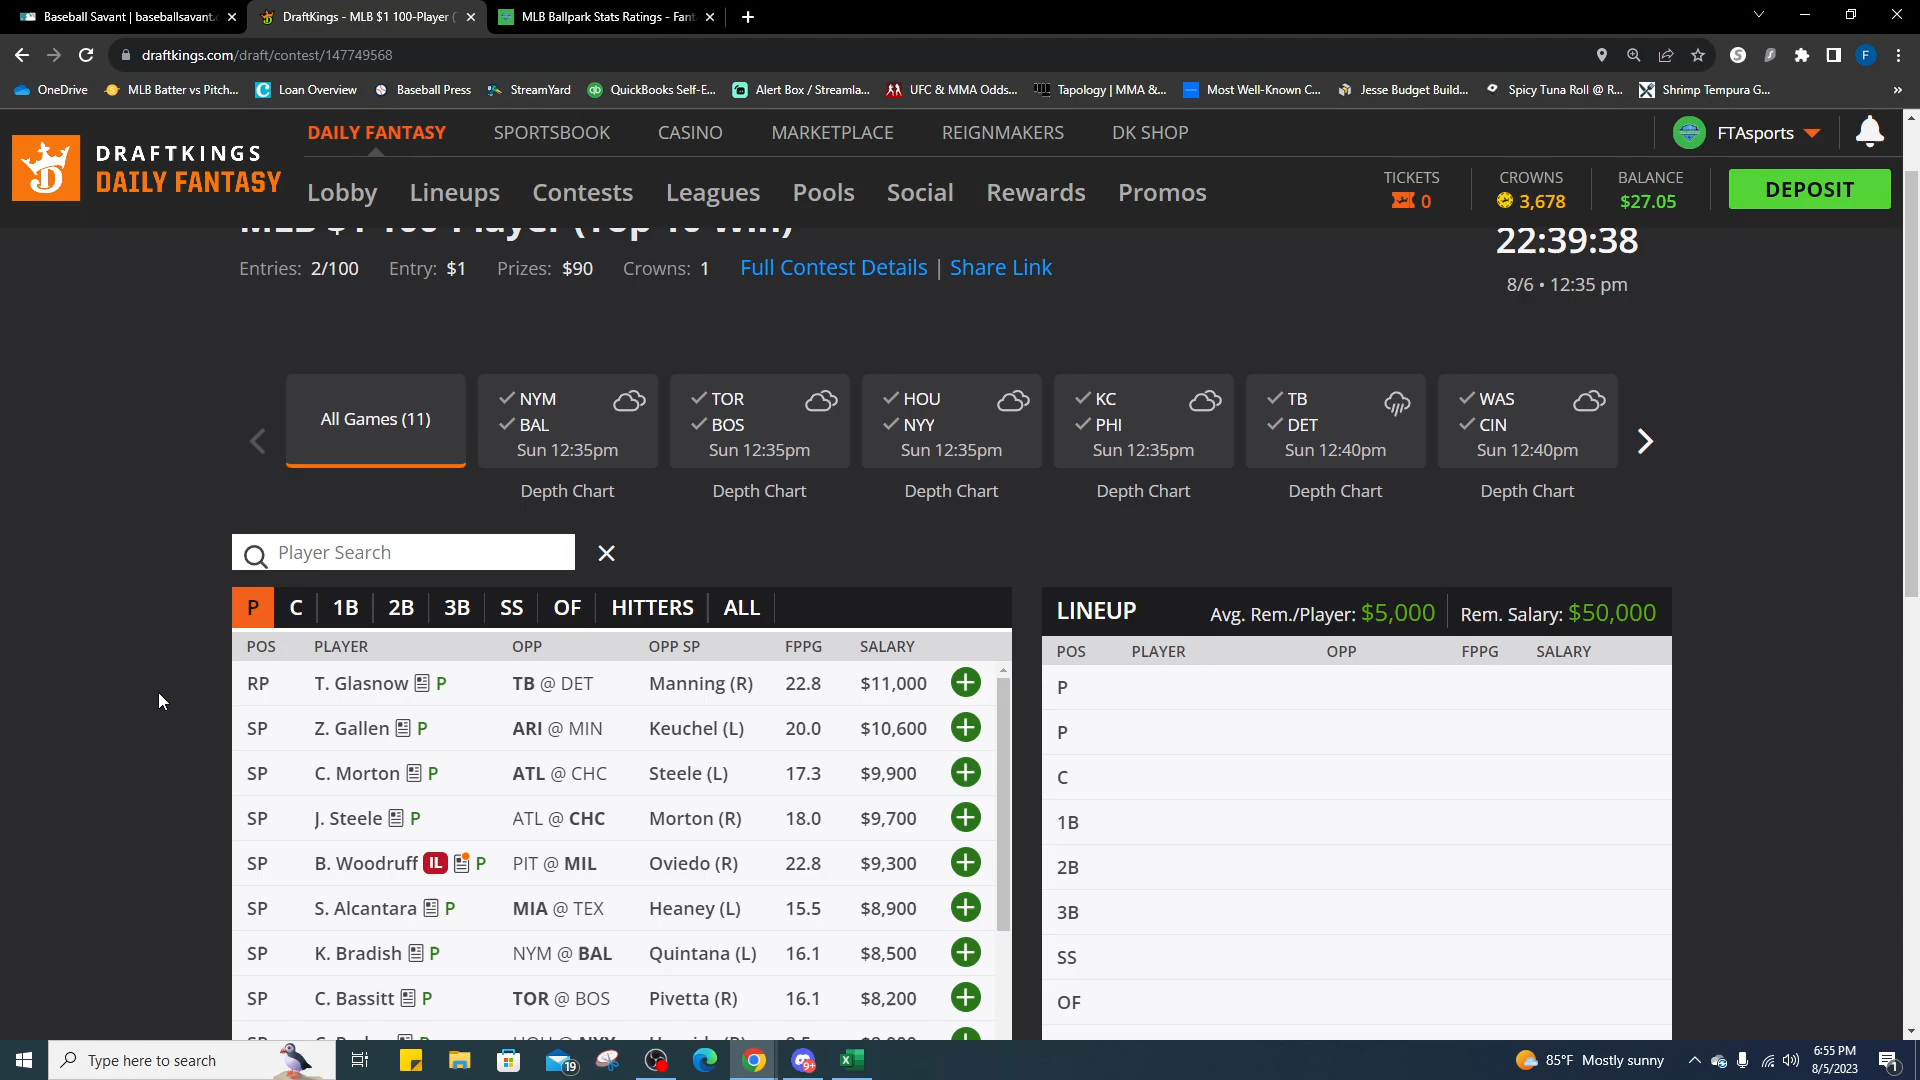 Baseball Savant | baseballsavant.
DraftKings - MLB $1 100-Player (
MLB Ballpark Stats Ratings - Fant
draftkings.com/draft/contest/147749568
OneDrive
MLB Batter vs Pitch...
Loan Overview
Baseball Press
StreamYard
QuickBooks Self-E...
Alert Box / Streamla...
UFC & MMA Odds...
Tapology | MMA &...
Most Well-Known C...
Jesse Budget Build...
Spicy Tuna Roll @ R...
Shrimp Tempura G...
DRAFTKINGS
DAILY FANTASY
DAILY FANTASY SPORTSBOOK CASINO MARKETPLACE REIGNMAKERS DK SHOP
FTAsports
Lobby Lineups Contests Leagues Pools Social Rewards Promos
TICKETS
0
CROWNS
3,678
BALANCE
$27.05
DEPOSIT
MLB $1 100-Player (Top 10 Win)
Entries: 2/100 Entry: $1 Prizes: $90 Crowns: 1 Full Contest Details | Share Link
22:39:38
8/6 • 12:35 pm
All Games (11)
NYM
BAL
Sun 12:35pm
Depth Chart
TOR
BOS
Sun 12:35pm
Depth Chart
HOU
NYY
Sun 12:35pm
Depth Chart
KC
PHI
Sun 12:35pm
Depth Chart
TB
DET
Sun 12:40pm
Depth Chart
WAS
CIN
Sun 12:40pm
Depth Chart
Player Search
P C 1B 2B 3B SS OF HITTERS ALL
POS PLAYER OPP OPP SP FPPG SALARY
RP T. Glasnow P TB @ DET Manning (R) 22.8 $11,000
SP Z. Gallen P ARI @ MIN Keuchel (L) 20.0 $10,600
SP C. Morton P ATL @ CHC Steele (L) 17.3 $9,900
SP J. Steele P ATL @ CHC Morton (R) 18.0 $9,700
SP B. Woodruff IL P PIT @ MIL Oviedo (R) 22.8 $9,300
SP S. Alcantara P MIA @ TEX Heaney (L) 15.5 $8,900
SP K. Bradish P NYM @ BAL Quintana (L) 16.1 $8,500
SP C. Bassitt P TOR @ BOS Pivetta (R) 16.1 $8,200
LINEUP Avg. Rem./Player: $5,000 Rem. Salary: $50,000
POS PLAYER OPP FPPG SALARY
P
P
C
1B
2B
3B
SS
OF
Type here to search
19
9+
85°F Mostly sunny
6:55 PM
8/5/2023
1